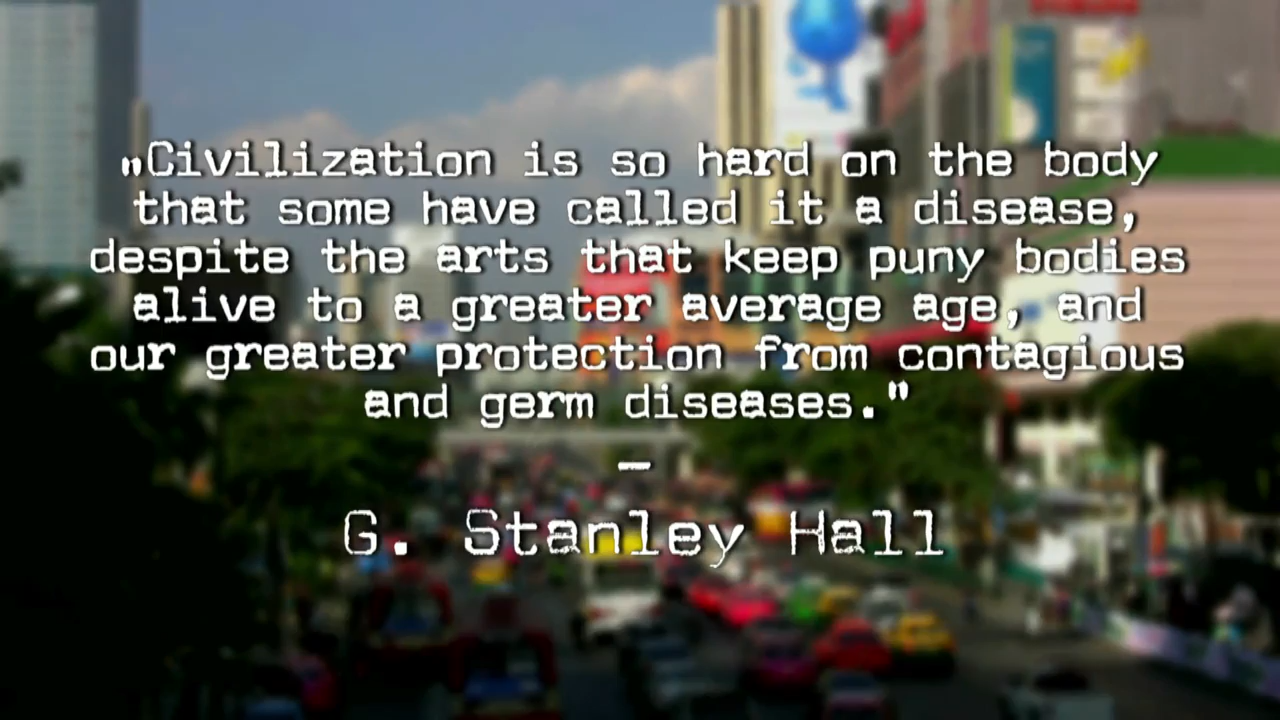 „Civilization is so hard on the body
that some have called it a disease,
despite the arts that keep puny bodies
alive to a greater average age, and
our greater protection from contagious
and germ diseases."
–
G. Stanley Hall